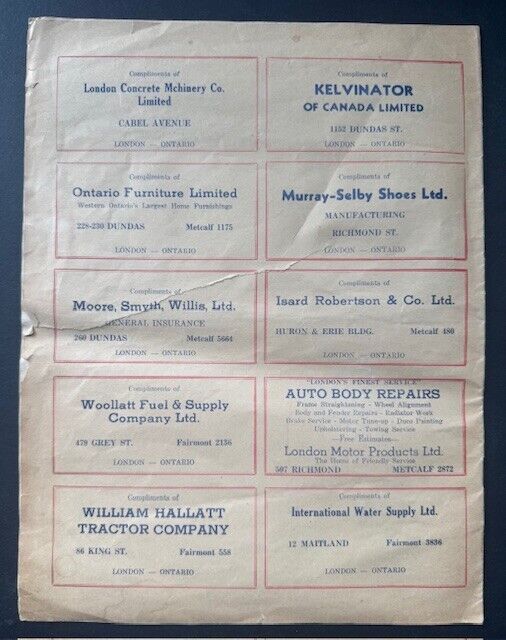 Compliments of
London Concrete Mchinery Co.
Limited
CABEL AVENUE
LONDON — ONTARIO
Compliments of
KELVINATOR
OF CANADA LIMITED
1152 DUNDAS ST.
LONDON — ONTARIO
Compliments of
Ontario Furniture Limited
Western Ontario's Largest Home Furnishings
228-230 DUNDAS Metcalf 1175
LONDON — ONTARIO
Compliments of
Murray-Selby Shoes Ltd.
MANUFACTURING
RICHMOND ST.
LONDON — ONTARIO
Compliments of
Moore, Smyth, Willis, Ltd.
GENERAL INSURANCE
260 DUNDAS Metcalf 5664
LONDON — ONTARIO
Compliments of
Isard Robertson & Co. Ltd.
HURON & ERIE BLDG. Metcalf 480
LONDON — ONTARIO
Compliments of
Woollatt Fuel & Supply
Company Ltd.
479 GREY ST. Fairmont 2136
LONDON — ONTARIO
"LONDON'S FINEST SERVICE"
AUTO BODY REPAIRS
Frame Straightening - Wheel Alignment
Body and Fender Repairs - Radiator Work
Brake Service - Motor Tune-up - Duco Painting
Upholstering - Towing Service
—Free Estimates—
London Motor Products Ltd.
The Home of Friendly Service
507 RICHMOND METCALF 2872
Compliments of
WILLIAM HALLATT
TRACTOR COMPANY
86 KING ST. Fairmont 558
LONDON — ONTARIO
Compliments of
International Water Supply Ltd.
12 MAITLAND Fairmont 3836
LONDON — ONTARIO